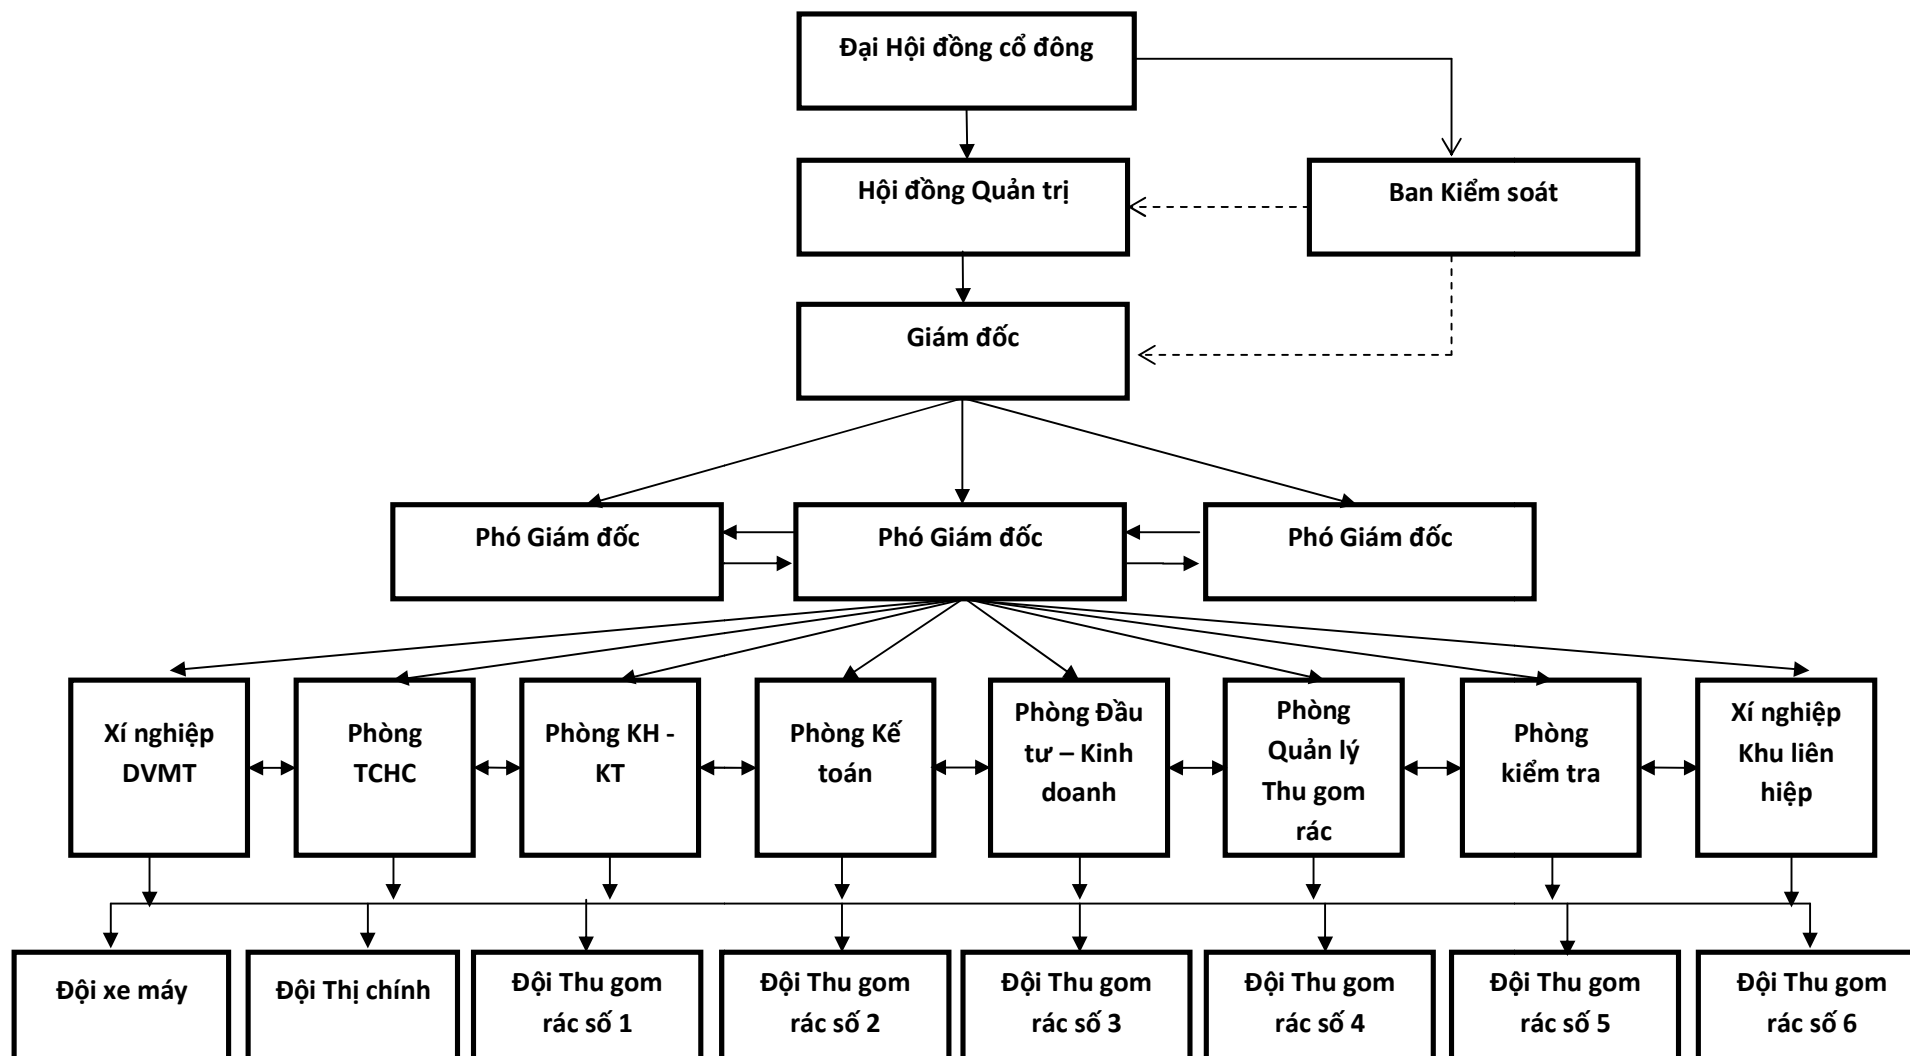 Đại Hội đồng cổ đông
Hội đồng Quản trị
Ban Kiểm soát
Giám đốc
Phó Giám đốc
Phó Giám đốc
Phó Giám đốc
Xí nghiệp
DVMT
Phòng
TCHC
Phòng KH -
KT
Phòng Kế
toán
Phòng Đầu
tư – Kinh
doanh
Phòng
Quản lý
Thu gom
rác
Phòng
kiểm tra
Xí nghiệp
Khu liên
hiệp
Đội xe máy
Đội Thị chính
Đội Thu gom
rác số 1
Đội Thu gom
rác số 2
Đội Thu gom
rác số 3
Đội Thu gom
rác số 4
Đội Thu gom
rác số 5
Đội Thu gom
rác số 6